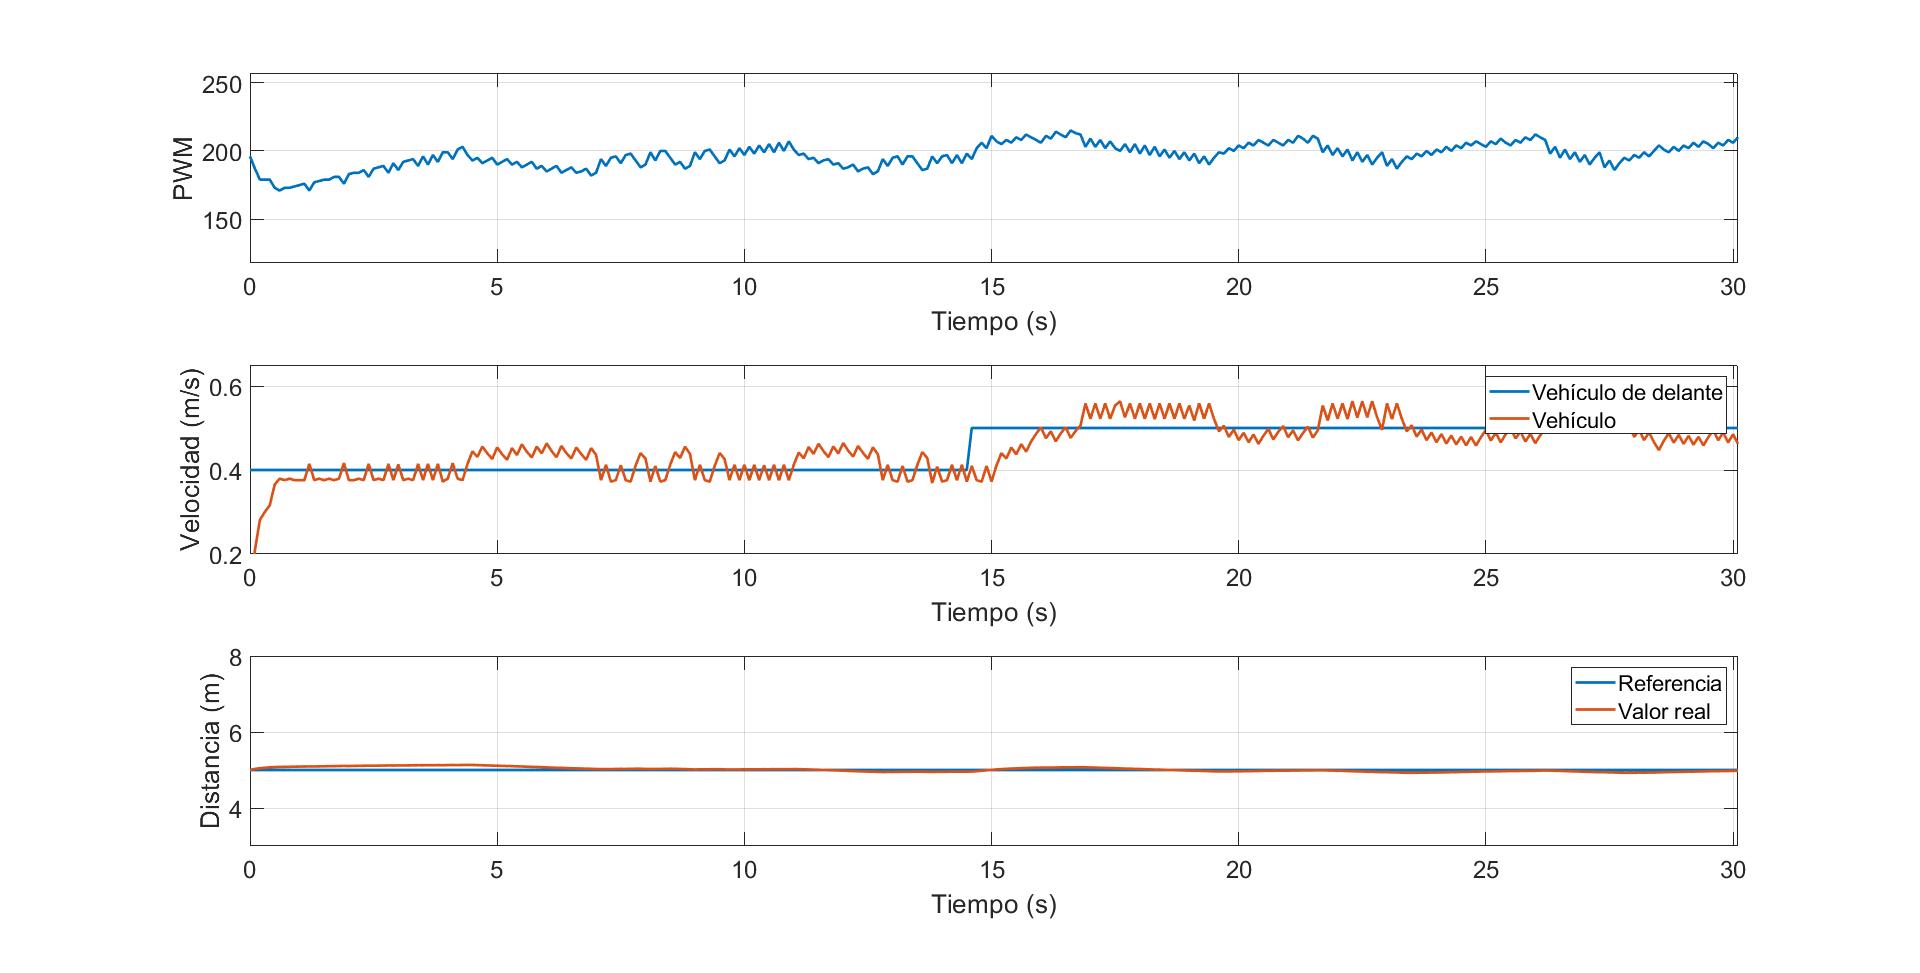 250
200
150
PWM
0 5 10 15 20 25 30
Tiempo (s)
0.6
0.4
0.2
Velocidad (m/s)
Vehículo de delante
Vehículo
0 5 10 15 20 25 30
Tiempo (s)
8
6
4
Distancia (m)
Referencia
Valor real
0 5 10 15 20 25 30
Tiempo (s)